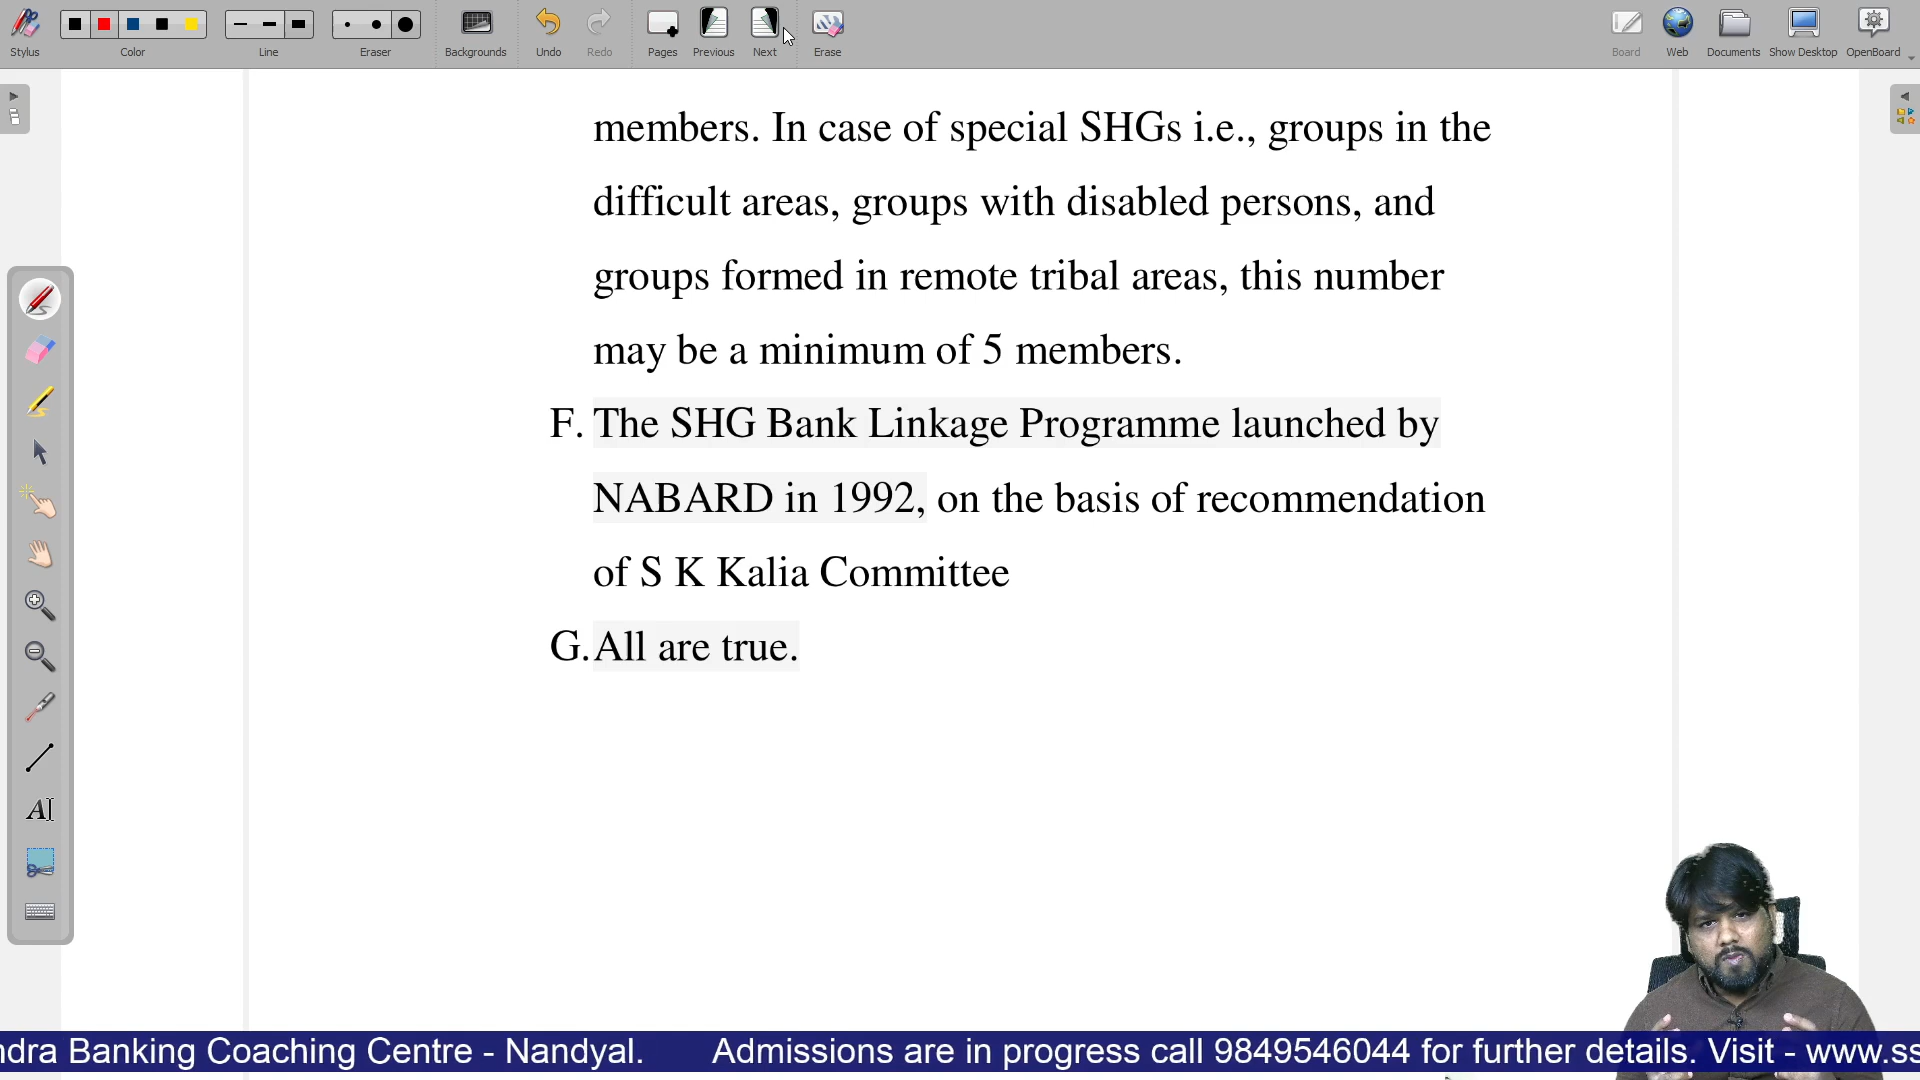 Stylus
Color
Line
Eraser
Backgrounds
Undo
Redo
Pages
Previous
Next
Erase
Board
Web
Documents
Show Desktop
OpenBoard
members. In case of special SHGs i.e., groups in the
difficult areas, groups with disabled persons, and
groups formed in remote tribal areas, this number
may be a minimum of 5 members.
F. The SHG Bank Linkage Programme launched by
NABARD in 1992, on the basis of recommendation
of S K Kalia Committee
G. All are true.
ndra Banking Coaching Centre - Nandyal. Admissions are in progress call 9849546044 for further details. Visit - www.ss